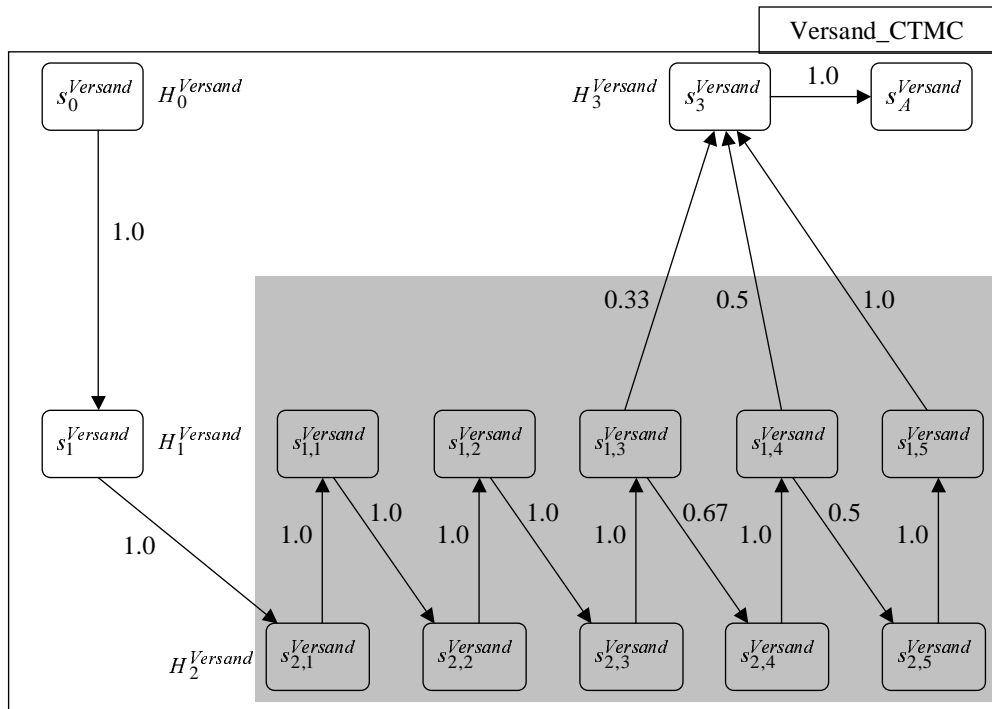 Versand_CTMC
s_0^Versand H_0^Versand H_3^Versand s_3^Versand 1.0 s_A^Versand
1.0
0.33 0.5 1.0
s_1^Versand H_1^Versand s_1,1^Versand s_1,2^Versand s_1,3^Versand s_1,4^Versand s_1,5^Versand
1.0 1.0 1.0 1.0 1.0 1.0 0.67 1.0 0.5 1.0
H_2^Versand s_2,1^Versand s_2,2^Versand s_2,3^Versand s_2,4^Versand s_2,5^Versand